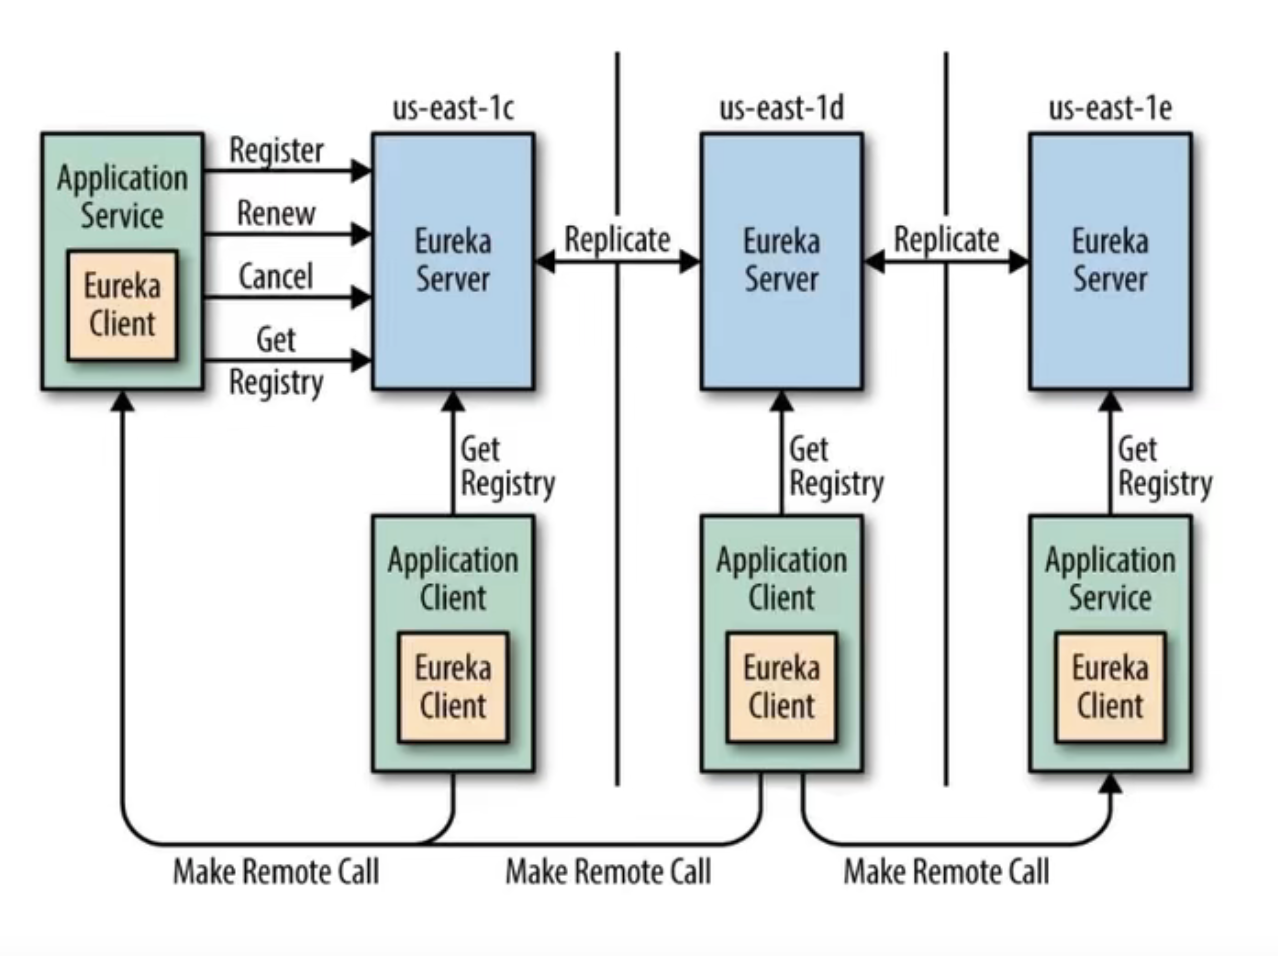 us-east-1c
us-east-1d
us-east-1e
Application
Service
Eureka
Client
Register
Renew
Cancel
Get
Registry
Eureka
Server
Replicate
Eureka
Server
Replicate
Eureka
Server
Get
Registry
Get
Registry
Get
Registry
Application
Client
Eureka
Client
Application
Client
Eureka
Client
Application
Service
Eureka
Client
Make Remote Call
Make Remote Call
Make Remote Call